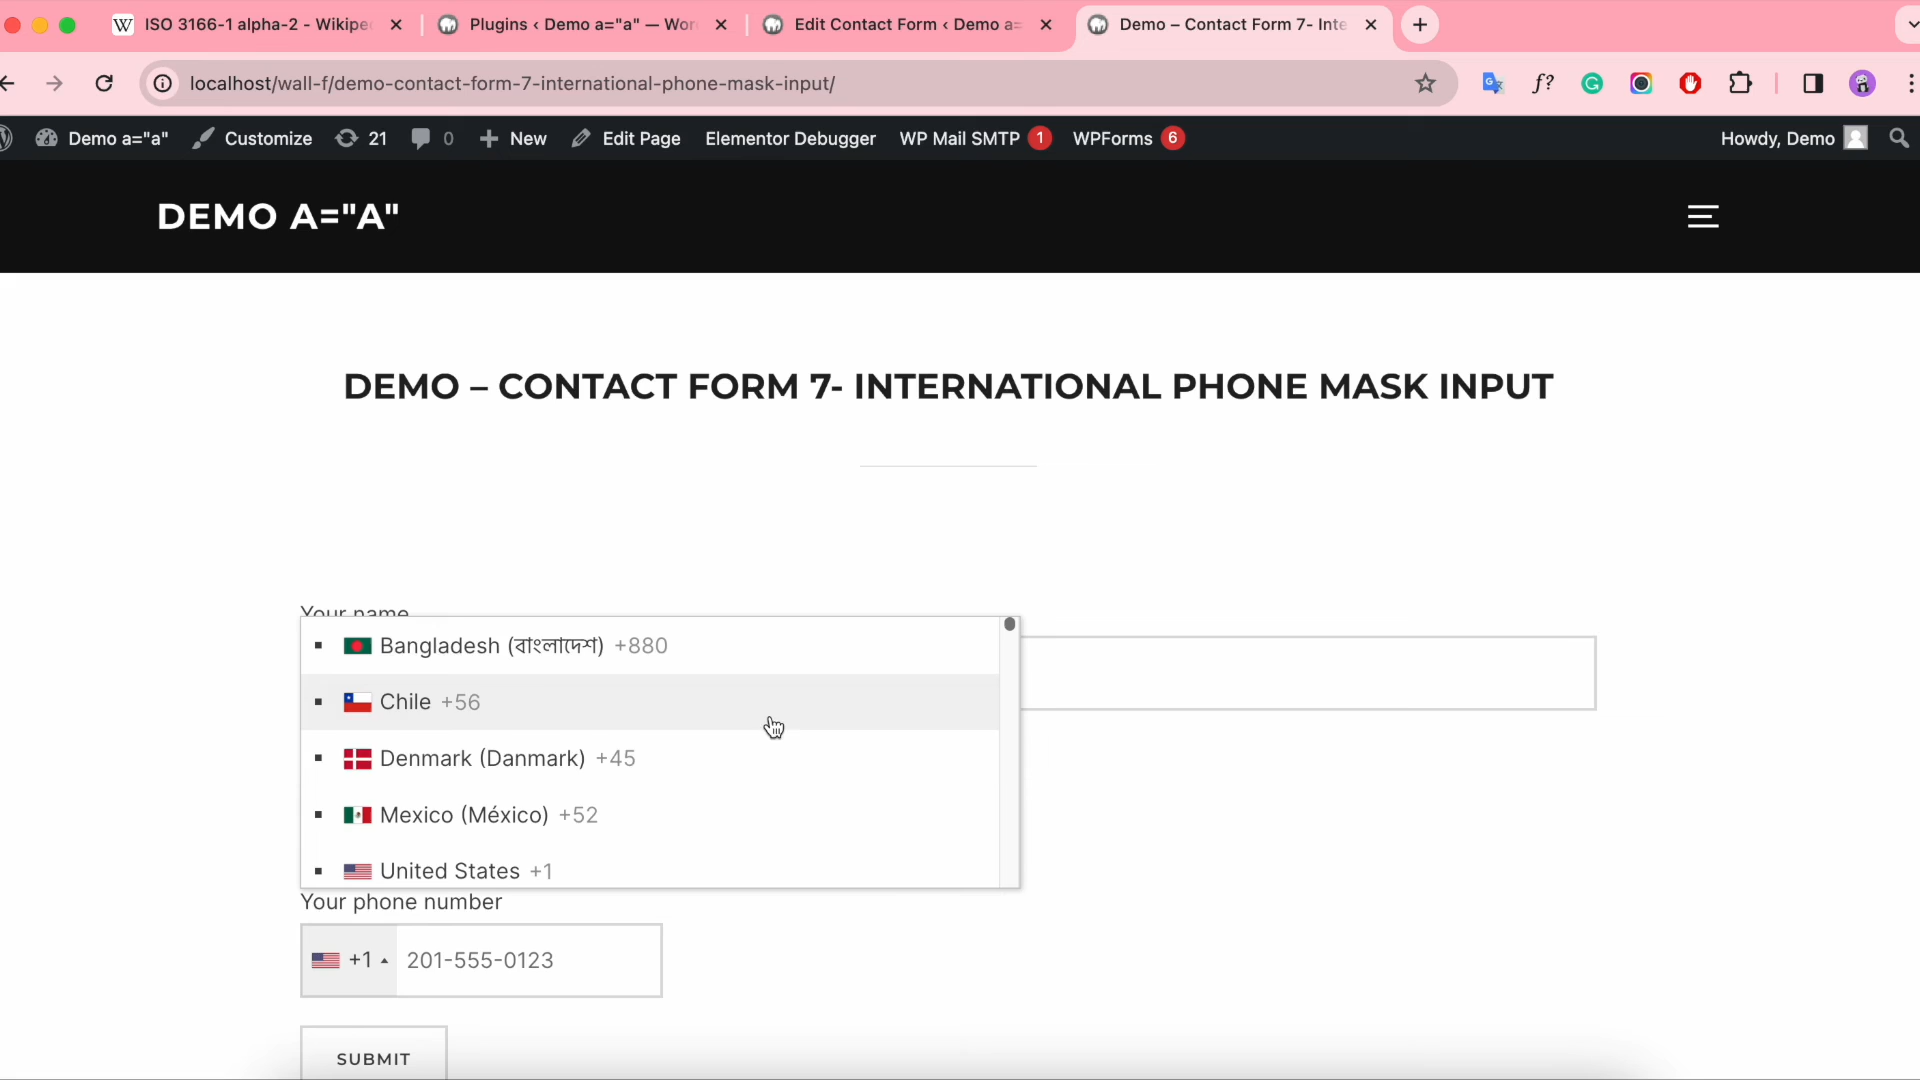 ISO 3166-1 alpha-2 - Wikipe
Plugins ‹ Demo a="a" — Wor
Edit Contact Form ‹ Demo a=
Demo – Contact Form 7- Inte
localhost/wall-f/demo-contact-form-7-international-phone-mask-input/
Demo a="a" Customize 21 0 New Edit Page Elementor Debugger WP Mail SMTP 1 WPForms 6 Howdy, Demo
DEMO A="A"
DEMO – CONTACT FORM 7- INTERNATIONAL PHONE MASK INPUT
Your name
Bangladesh (বাংলাদেশ) +880
Chile +56
Denmark (Danmark) +45
Mexico (México) +52
United States +1
Your phone number
+1 201-555-0123
SUBMIT